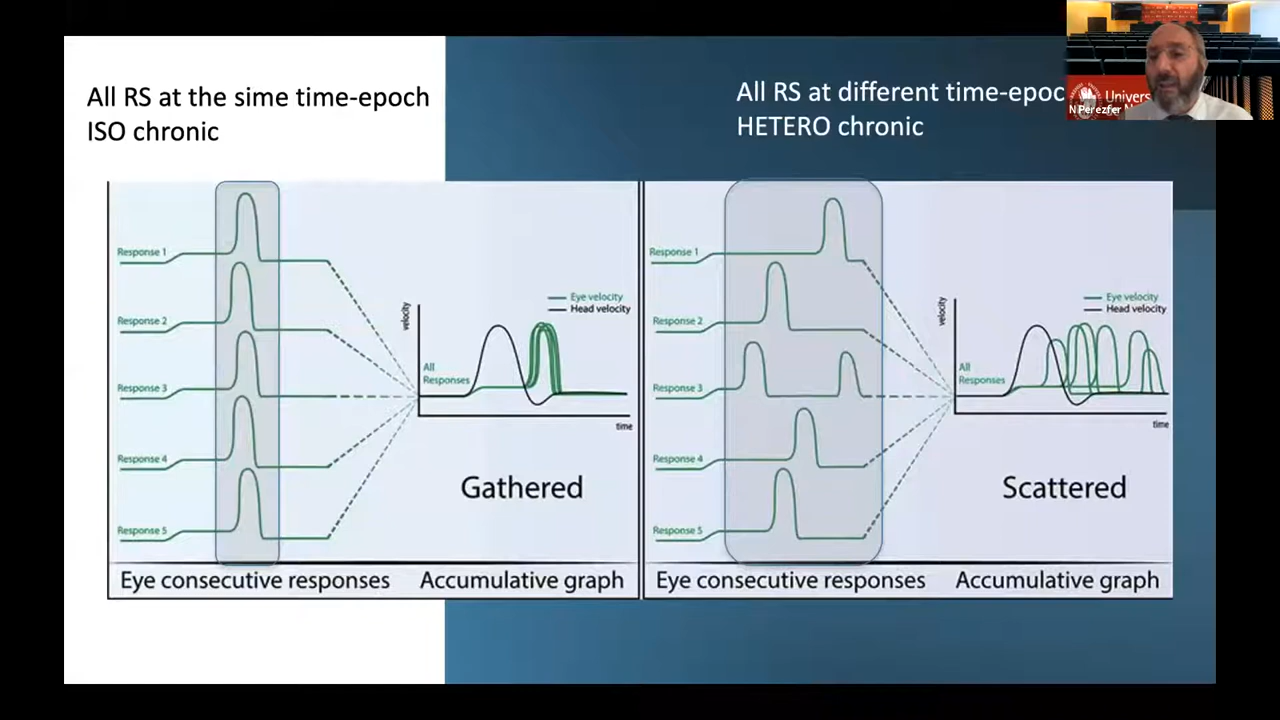 All RS at the sime time-epoch
ISO chronic
All RS at different time-epoc
HETERO chronic
Univers
N Perezfer
Response 1
Response 2
Response 3
Response 4
Response 5
velocity
Eye velocity
Head velocity
All
Responses
time
Gathered
Eye consecutive responses
Accumulative graph
Response 1
Response 2
Response 3
Response 4
Response 5
velocity
Eye velocity
Head velocity
All
Responses
time
Scattered
Eye consecutive responses
Accumulative graph